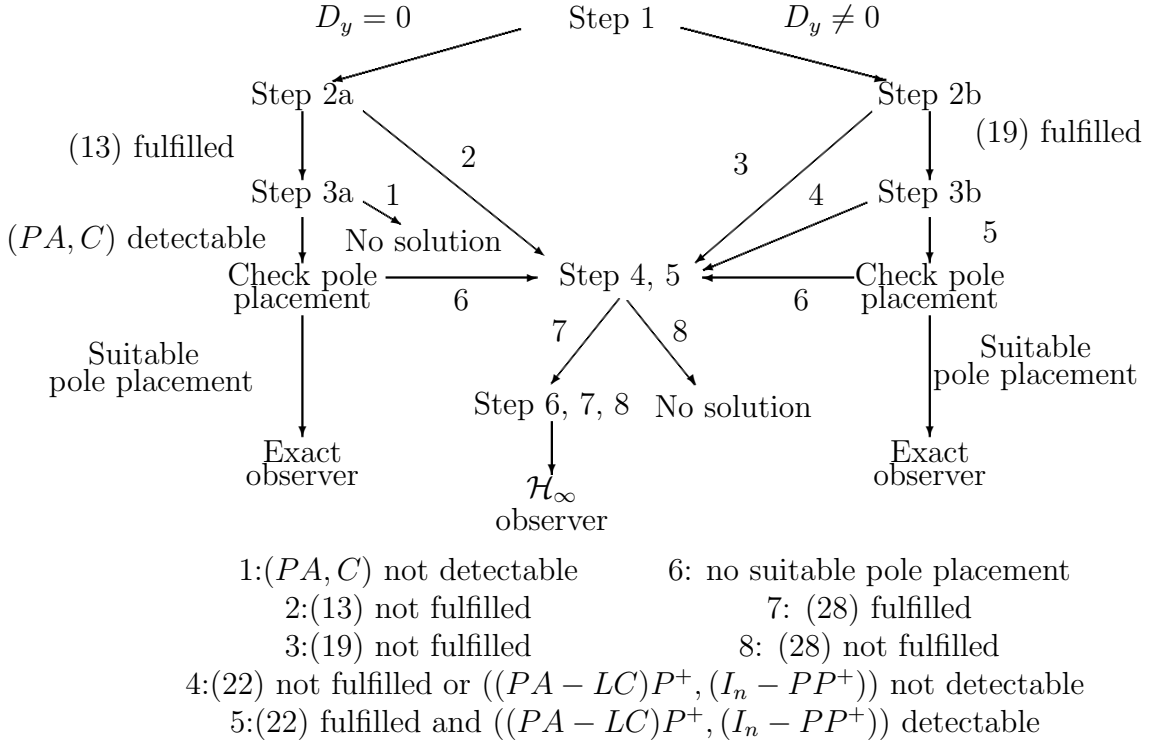 $D_y = 0$
Step 1
$D_y \neq 0$
Step 2a
Step 2b
(13) fulfilled
2
3
(19) fulfilled
Step 3a
1
4
Step 3b
$(PA, C)$ detectable
No solution
5
Check pole
placement
6
Step 4, 5
6
Check pole
placement
7
8
Suitable
pole placement
Suitable
pole placement
Step 6, 7, 8
No solution
Exact
observer
Exact
observer
$\mathcal{H}_\infty$
observer
1:$(PA, C)$ not detectable
6: no suitable pole placement
2:(13) not fulfilled
7: (28) fulfilled
3:(19) not fulfilled
8: (28) not fulfilled
4:(22) not fulfilled or $((PA - LC)P^+, (I_n - PP^+))$ not detectable
5:(22) fulfilled and $((PA - LC)P^+, (I_n - PP^+))$ detectable